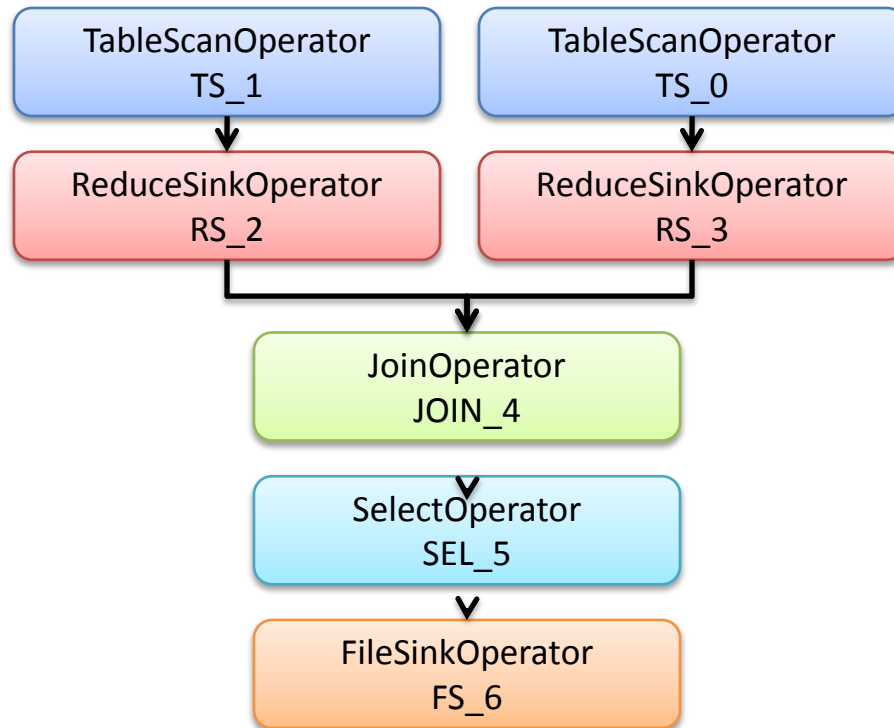 TableScanOperator
TS_1
TableScanOperator
TS_0
ReduceSinkOperator
RS_2
ReduceSinkOperator
RS_3
JoinOperator
JOIN_4
SelectOperator
SEL_5
FileSinkOperator
FS_6